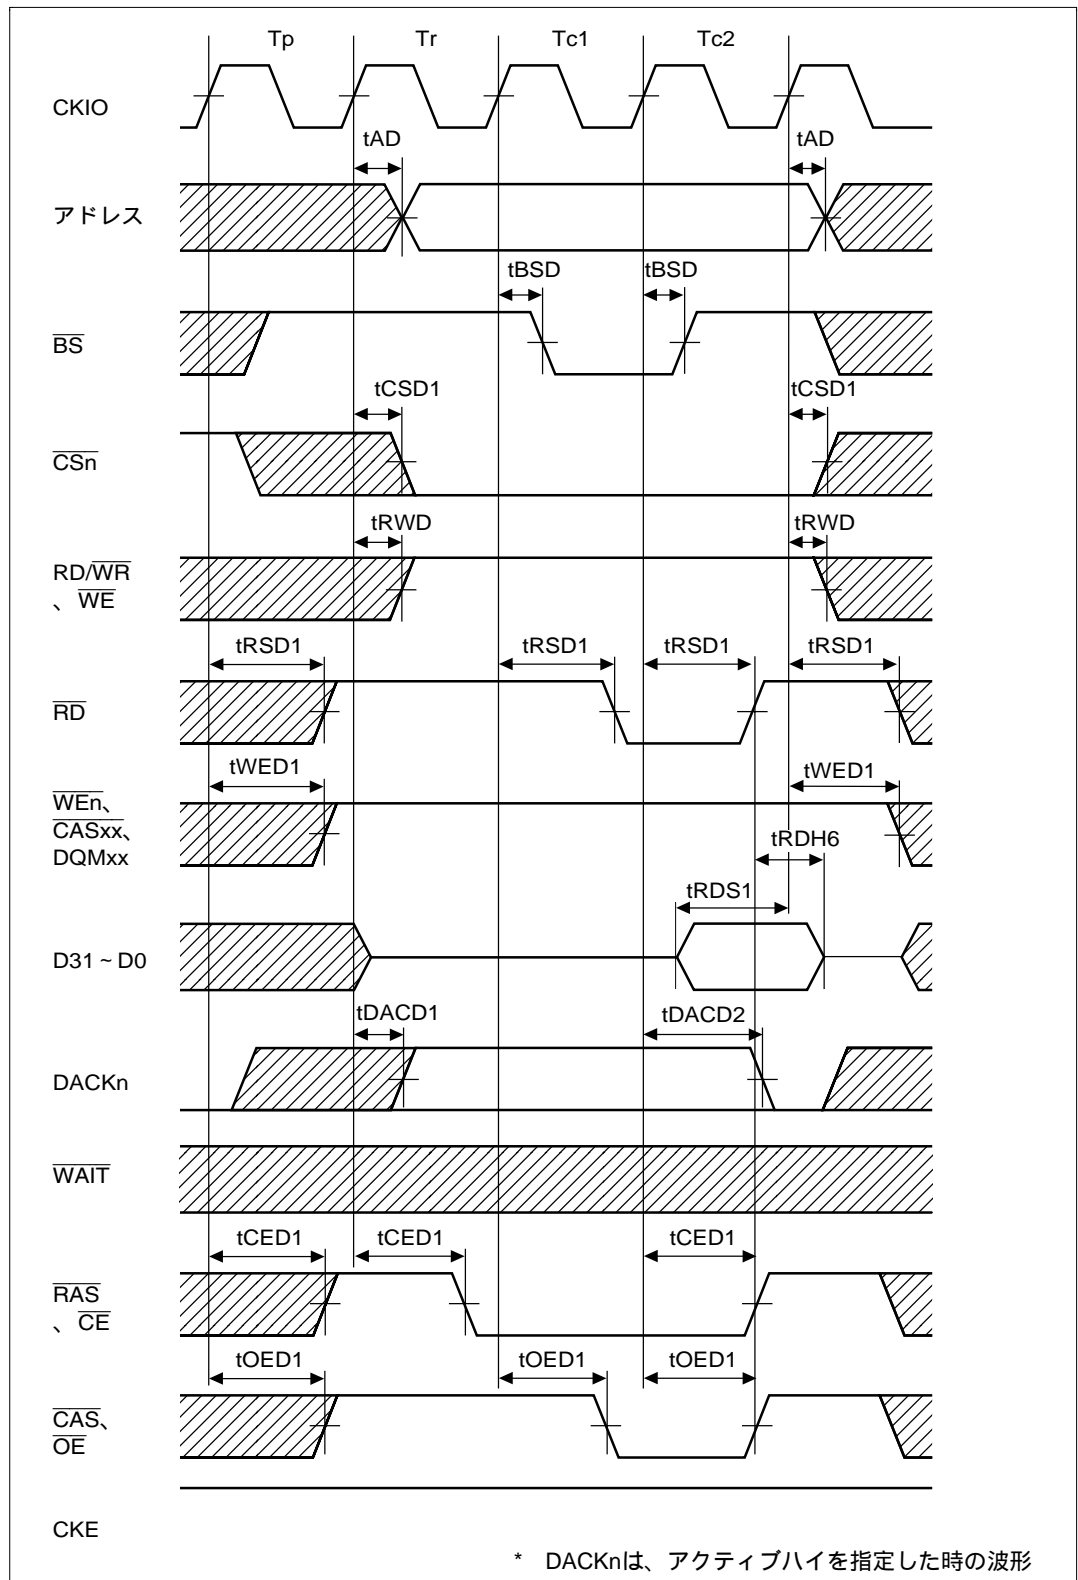 Tp Tr Tc1 Tc2
CKIO
tAD tAD
アドレス
tBSD tBSD
BS
tCSD1 tCSD1
CSn
tRWD tRWD
RD/WR
、WE
tRSD1 tRSD1 tRSD1 tRSD1
RD
tWED1 tWED1
WEn、
CASxx、
DQMxx
tRDH6
tRDS1
D31 ~ D0
tDACD1 tDACD2
DACKn
WAIT
tCED1 tCED1 tCED1
RAS
、CE
tOED1 tOED1 tOED1
CAS、
OE
CKE
* DACKnは、アクティブハイを指定した時の波形